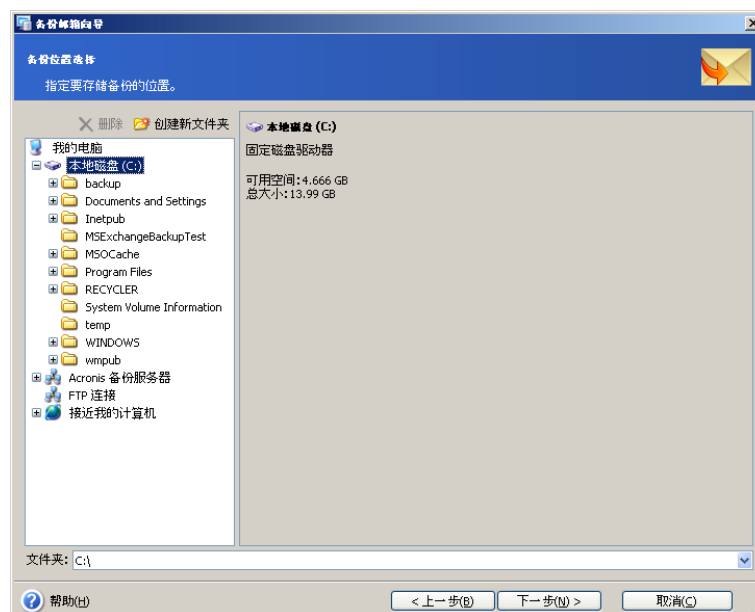 备份邮箱向导
备份位置选择
指定要存储备份的位置。
删除 创建新文件夹
我的电脑
本地磁盘 (C:)
backup
Documents and Settings
Inetpub
MSExchangeBackupTest
MSOCache
Program Files
RECYCLER
System Volume Information
temp
WINDOWS
wmpub
Acronis 备份服务器
FTP 连接
接近我的计算机
本地磁盘 (C:)
固定磁盘驱动器
可用空间:4.666 GB
总大小:13.99 GB
文件夹: C:\
帮助(H) < 上一步(B) 下一步(N) > 取消(C)